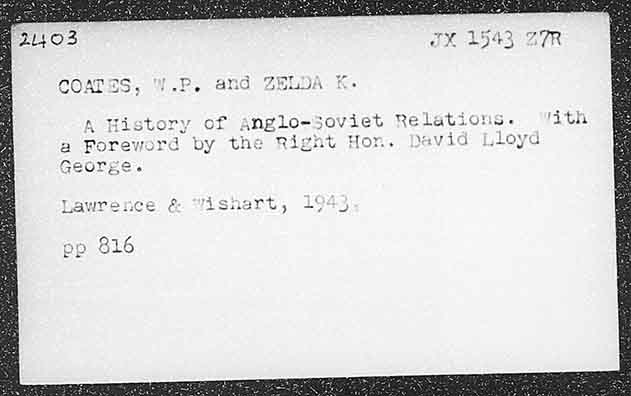 2403
JX 1543 Z7R
COATES, W.P. and ZELDA K.
A History of Anglo-Soviet Relations. With
a Foreword by the Right Hon. David Lloyd
George.
Lawrence & Wishart, 1943.
pp 816